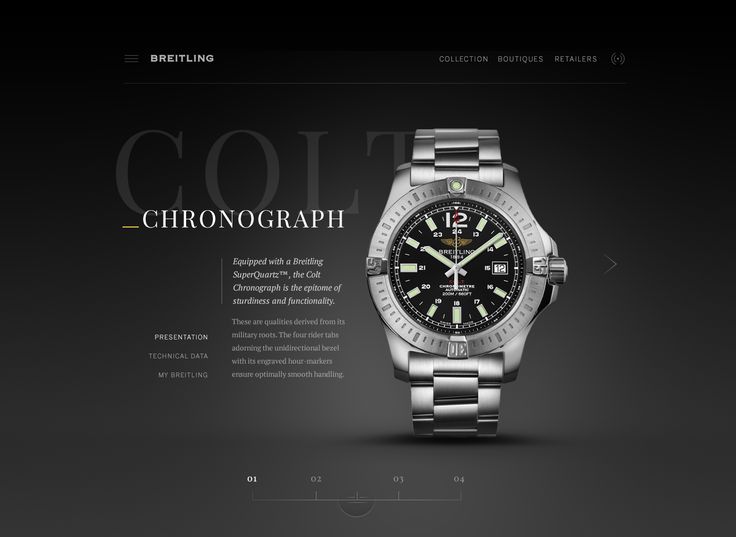 BREITLING
COLLECTION BOUTIQUES RETAILERS
COLT
_CHRONOGRAPH
Equipped with a Breitling
SuperQuartz™, the Colt
Chronograph is the epitome of
sturdiness and functionality.
These are qualities derived from its
military roots. The four rider tabs
adorning the unidirectional bezel
with its engraved hour-markers
ensure optimally smooth handling.
PRESENTATION
TECHNICAL DATA
MY BREITLING
12
24
23
13
22
14
21
15
20
16
19
17
18
BREITLING
1884
12
CHRONOMETRE
AUTOMATIC
200M / 660FT
01 02 03 04